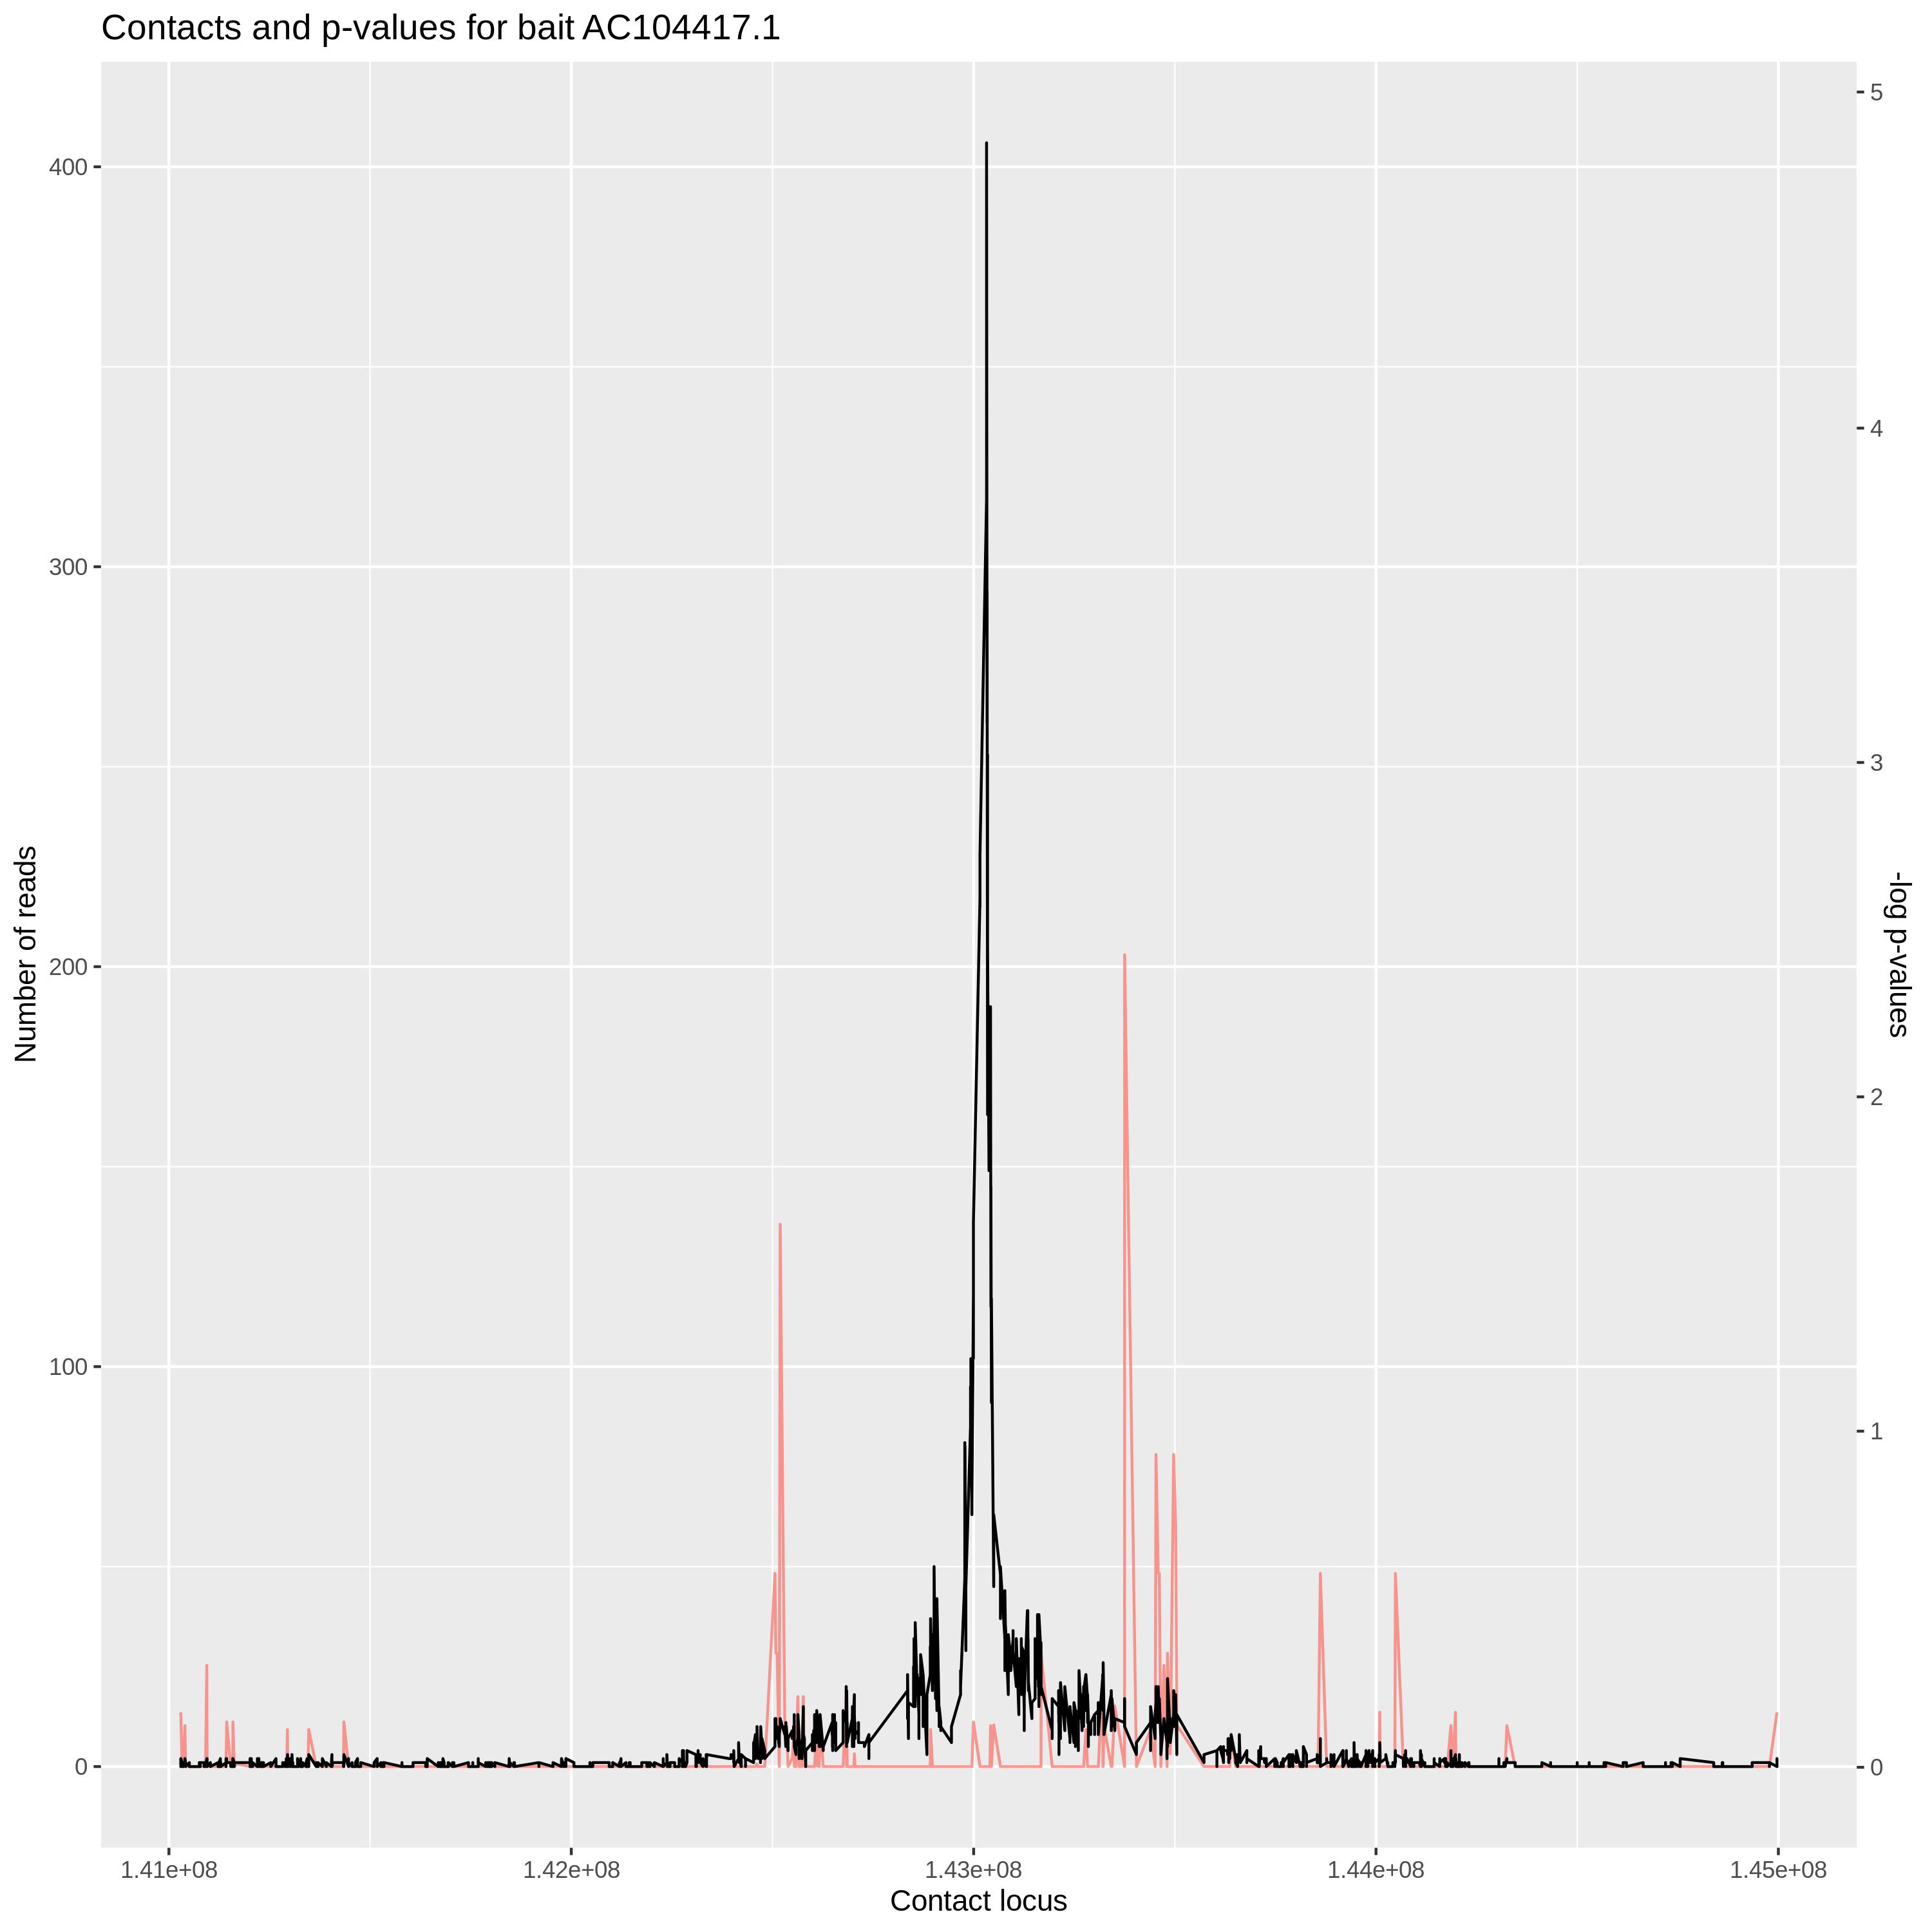 Contacts and p-values for bait AC104417.1
400
300
200
100
0
Number of reads
5
4
3
2
1
0
-log p-values
1.41e+08
1.42e+08
1.43e+08
1.44e+08
1.45e+08
Contact locus